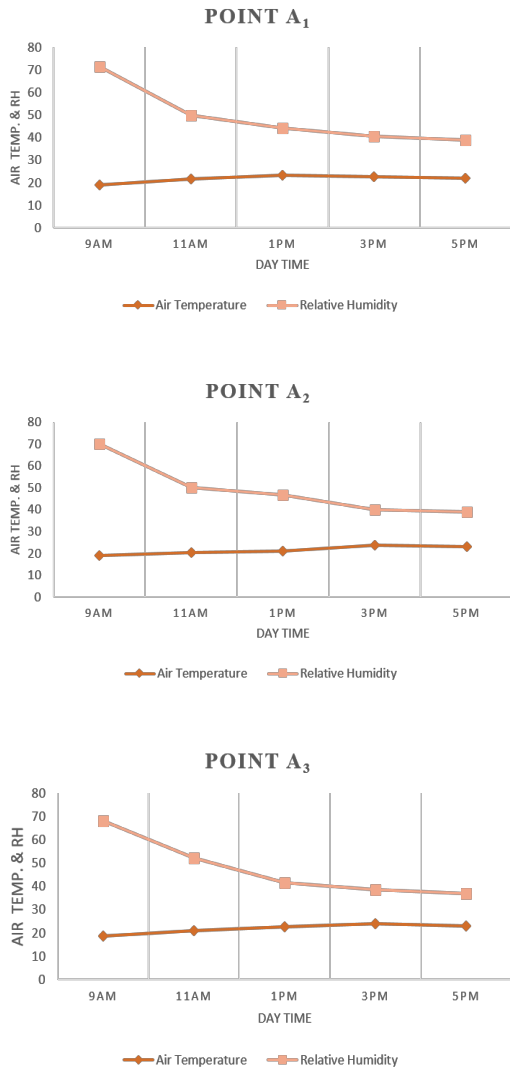 POINT A₁
80
70
60
50
40
30
20
10
0
AIR TEMP. & RH
9AM 11AM 1PM 3PM 5PM
DAY TIME
Air Temperature Relative Humidity
POINT A₂
80
70
60
50
40
30
20
10
0
AIR TEMP. & RH
9AM 11AM 1PM 3PM 5PM
DAY TIME
Air Temperature Relative Humidity
POINT A₃
80
70
60
50
40
30
20
10
0
AIR TEMP. & RH
9AM 11AM 1PM 3PM 5PM
DAY TIME
Air Temperature Relative Humidity